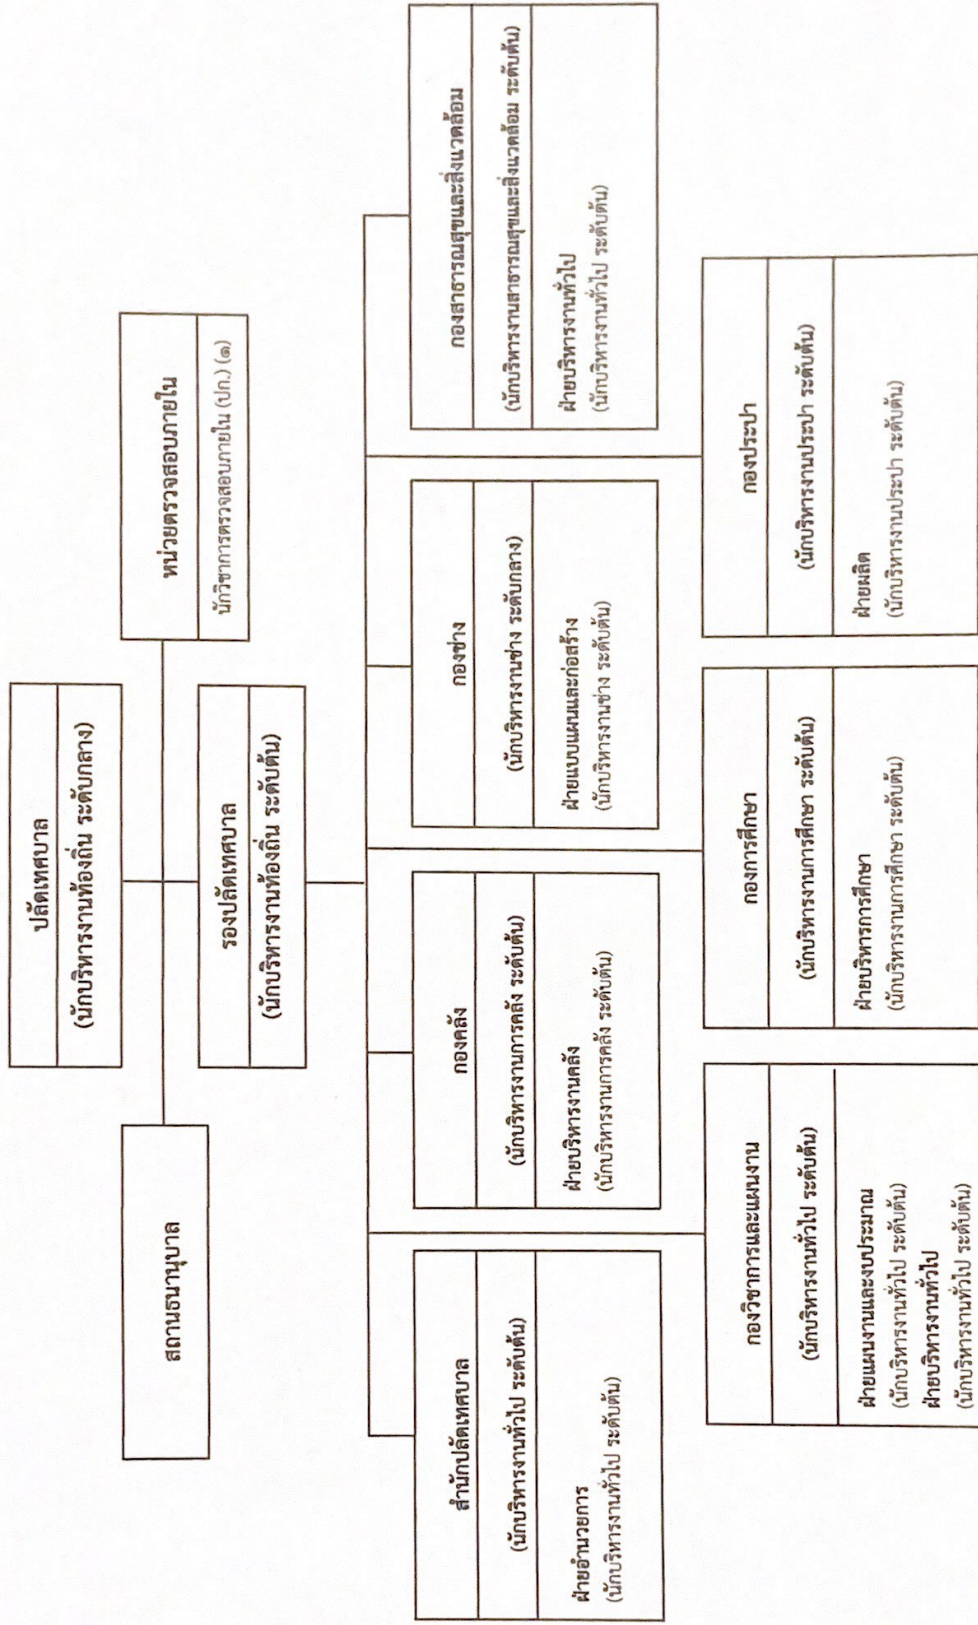 ปลัดเทศบาล
(นักบริหารงานท้องถิ่น ระดับกลาง)
สถานธนานุบาล
หน่วยตรวจสอบภายใน
นักวิชาการตรวจสอบภายใน (ปก.) (๑)
รองปลัดเทศบาล
(นักบริหารงานท้องถิ่น ระดับต้น)
สำนักปลัดเทศบาล
(นักบริหารงานทั่วไป ระดับต้น)
ฝ่ายอำนวยการ
(นักบริหารงานทั่วไป ระดับต้น)
กองคลัง
(นักบริหารงานการคลัง ระดับต้น)
ฝ่ายบริหารงานคลัง
(นักบริหารงานการคลัง ระดับต้น)
กองช่าง
(นักบริหารงานช่าง ระดับกลาง)
ฝ่ายแบบแผนและก่อสร้าง
(นักบริหารงานช่าง ระดับต้น)
กองสาธารณสุขและสิ่งแวดล้อม
(นักบริหารงานสาธารณสุขและสิ่งแวดล้อม ระดับต้น)
ฝ่ายบริหารงานทั่วไป
(นักบริหารงานทั่วไป ระดับต้น)
กองวิชาการและแผนงาน
(นักบริหารงานทั่วไป ระดับต้น)
ฝ่ายแผนงานและงบประมาณ
(นักบริหารงานทั่วไป ระดับต้น)
ฝ่ายบริหารงานทั่วไป
(นักบริหารงานทั่วไป ระดับต้น)
กองการศึกษา
(นักบริหารงานการศึกษา ระดับต้น)
ฝ่ายบริหารการศึกษา
(นักบริหารงานการศึกษา ระดับต้น)
กองประปา
(นักบริหารงานประปา ระดับต้น)
ฝ่ายผลิต
(นักบริหารงานประปา ระดับต้น)